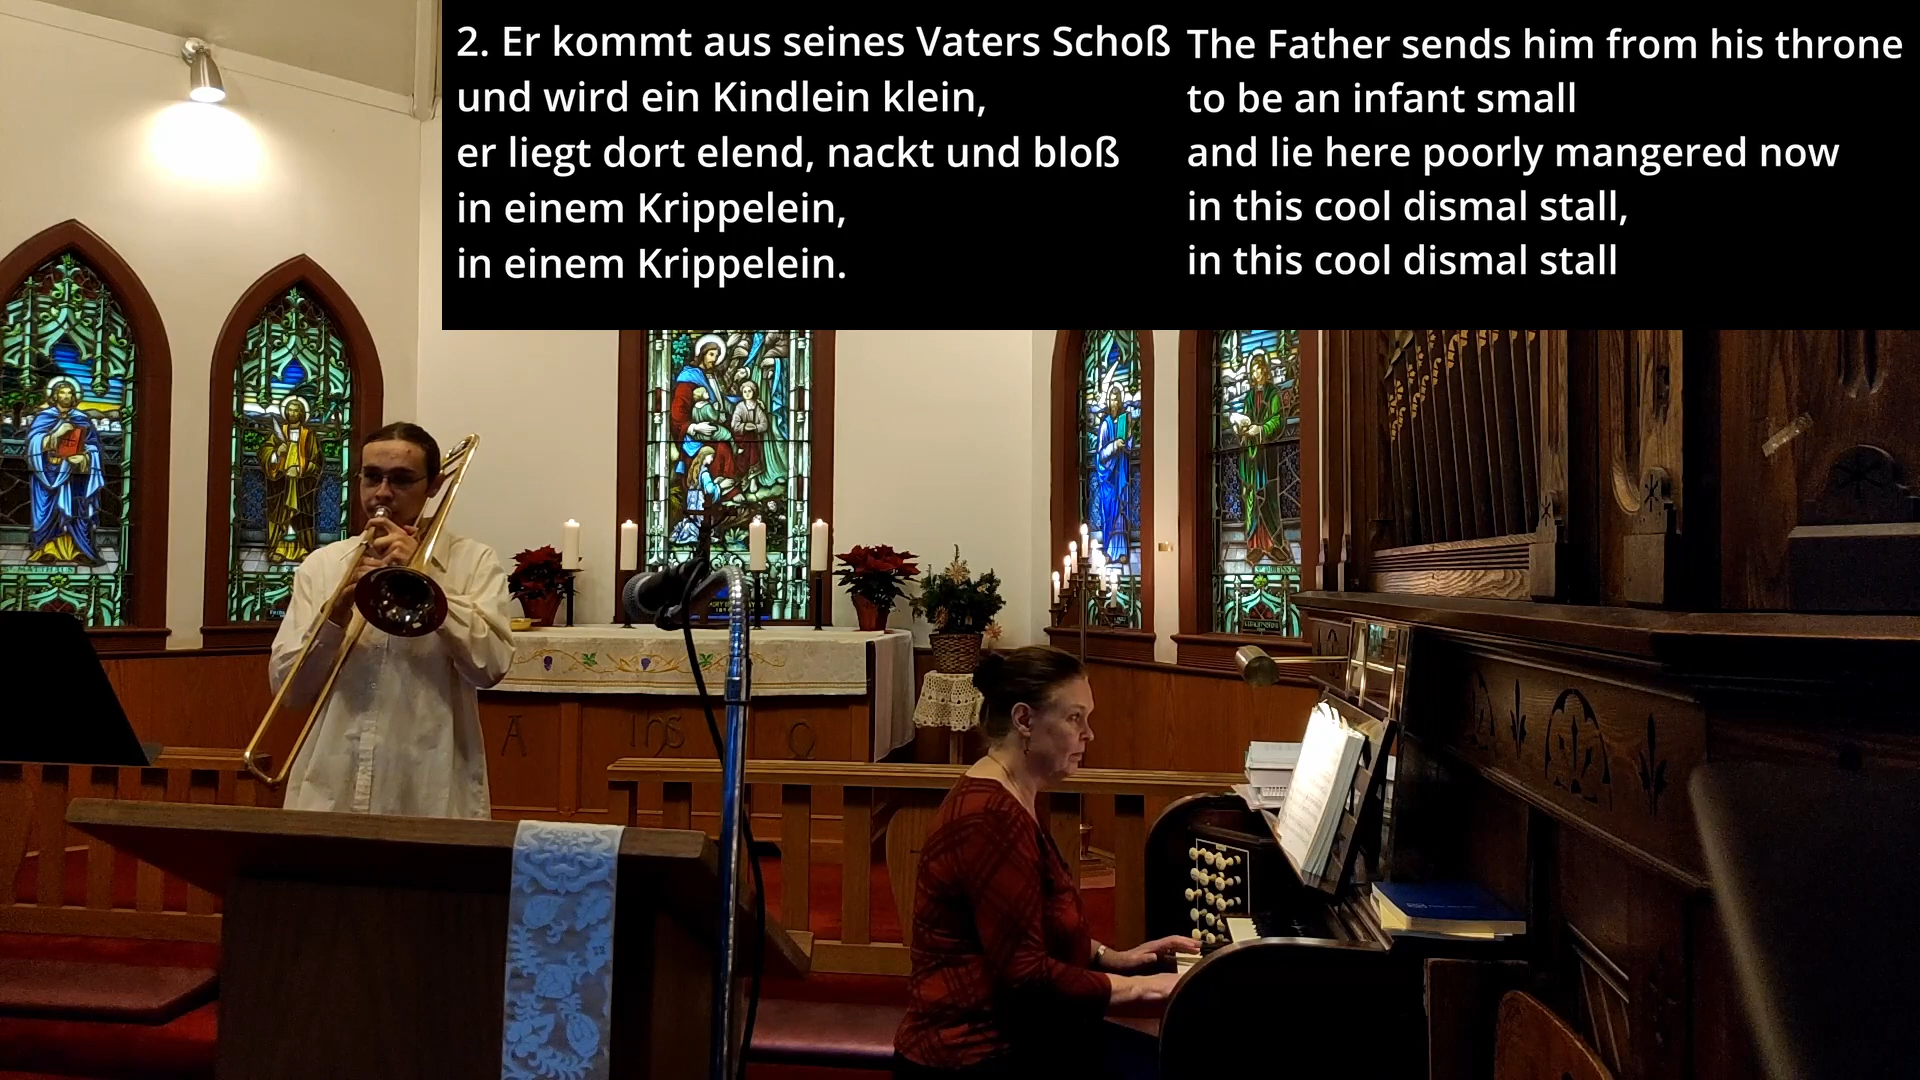 2. Er kommt aus seines Vaters Schoß
und wird ein Kindlein klein,
er liegt dort elend, nackt und bloß
in einem Krippelein,
in einem Krippelein.
The Father sends him from his throne
to be an infant small
and lie here poorly mangered now
in this cool dismal stall,
in this cool dismal stall
A IHS Ω